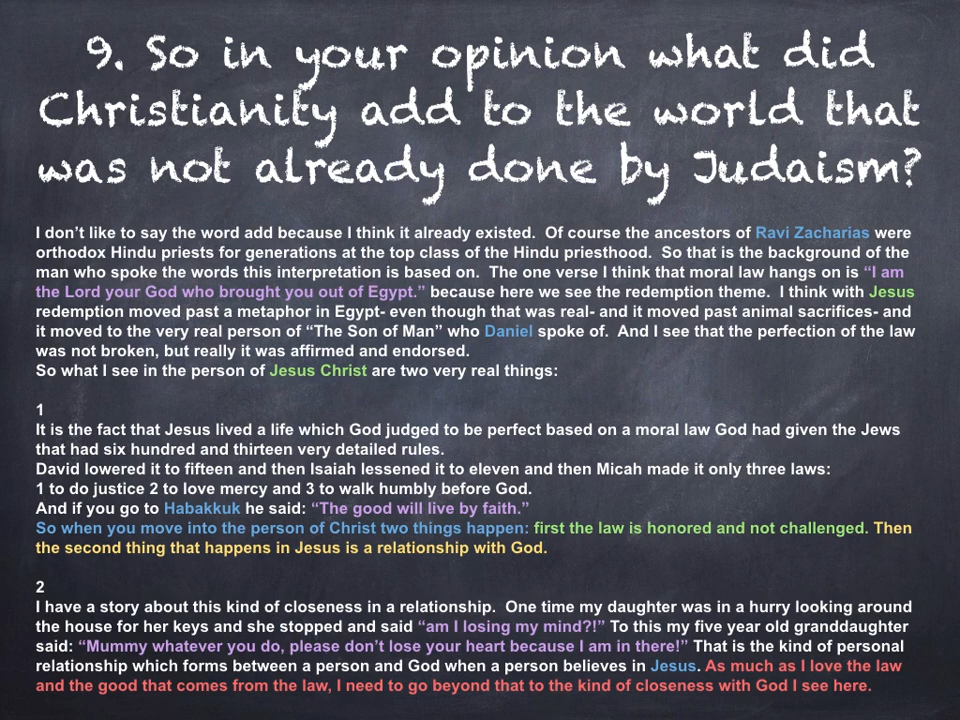 9. So in your opinion what did
Christianity add to the world that
was not already done by Judaism?
I don’t like to say the word add because I think it already existed.  Of course the ancestors of Ravi Zacharias were
orthodox Hindu priests for generations at the top class of the Hindu priesthood.  So that is the background of the
man who spoke the words this interpretation is based on.  The one verse I think that moral law hangs on is “I am
the Lord your God who brought you out of Egypt.” because here we see the redemption theme.  I think with Jesus
redemption moved past a metaphor in Egypt- even though that was real- and it moved past animal sacrifices- and
it moved to the very real person of “The Son of Man” who Daniel spoke of.  And I see that the perfection of the law
was not broken, but really it was affirmed and endorsed.
So what I see in the person of Jesus Christ are two very real things:
1
It is the fact that Jesus lived a life which God judged to be perfect based on a moral law God had given the Jews
that had six hundred and thirteen very detailed rules.
David lowered it to fifteen and then Isaiah lessened it to eleven and then Micah made it only three laws:
1 to do justice 2 to love mercy and 3 to walk humbly before God.
And if you go to Habakkuk he said: “The good will live by faith.”
So when you move into the person of Christ two things happen: first the law is honored and not challenged. Then
the second thing that happens in Jesus is a relationship with God.
2
I have a story about this kind of closeness in a relationship.  One time my daughter was in a hurry looking around
the house for her keys and she stopped and said “am I losing my mind?!” To this my five year old granddaughter
said: “Mummy whatever you do, please don’t lose your heart because I am in there!” That is the kind of personal
relationship which forms between a person and God when a person believes in Jesus. As much as I love the law
and the good that comes from the law, I need to go beyond that to the kind of closeness with God I see here.